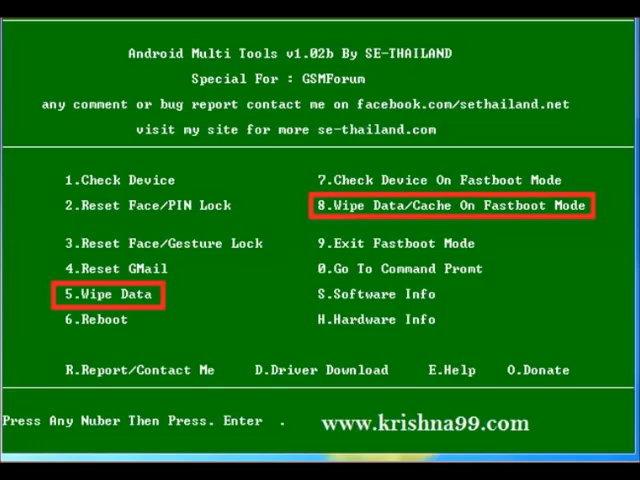 Android Multi Tools v1.02b By SE-THAILAND
Special For : GSMForum
any comment or bug report contact me on facebook.com/sethailand.net
visit my site for more se-thailand.com
1.Check Device 7.Check Device On Fastboot Mode
2.Reset Face/PIN Lock 8.Wipe Data/Cache On Fastboot Mode
3.Reset Face/Gesture Lock 9.Exit Fastboot Mode
4.Reset GMail 0.Go To Command Promt
5.Wipe Data S.Software Info
6.Reboot H.Hardware Info
R.Report/Contact Me D.Driver Download E.Help O.Donate
Press Any Nuber Then Press. Enter .
www.krishna99.com